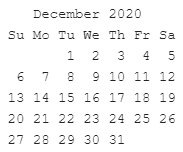 December 2020
Su Mo Tu We Th Fr Sa
1 2 3 4 5
6 7 8 9 10 11 12
13 14 15 16 17 18 19
20 21 22 23 24 25 26
27 28 29 30 31